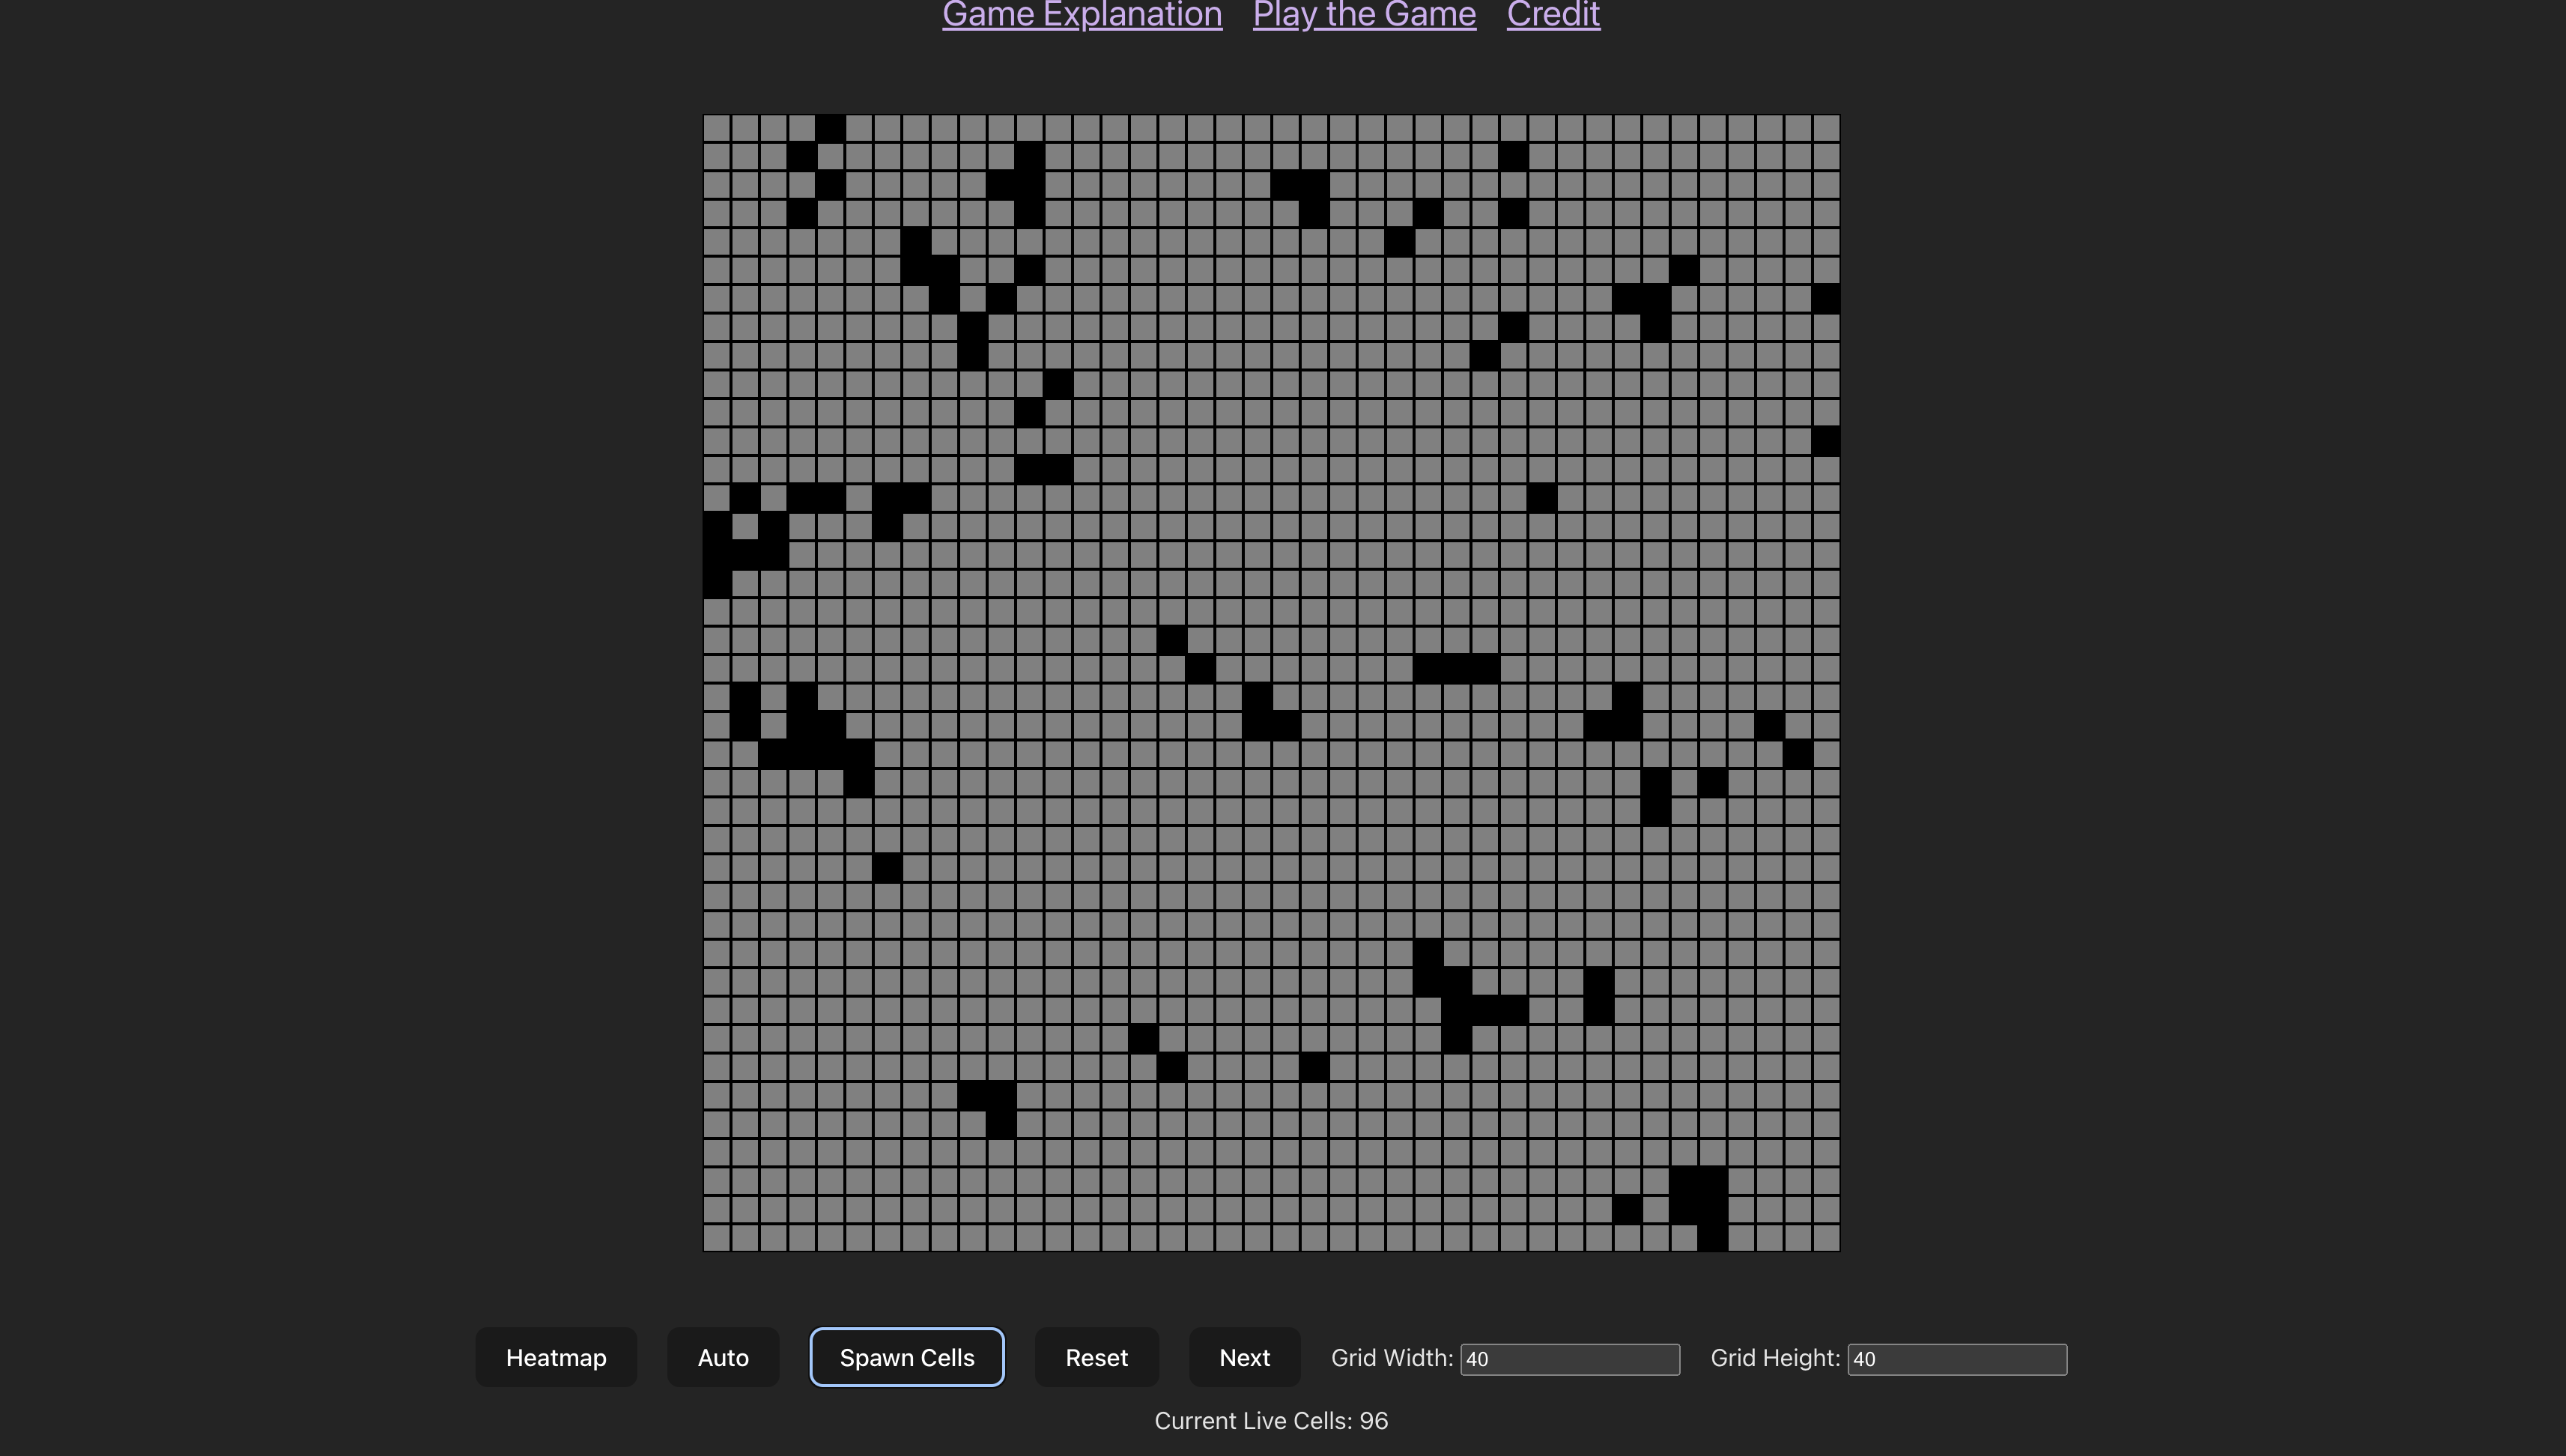 Game Explanation Play the Game Credit
Heatmap Auto Spawn Cells Reset Next Grid Width: 40 Grid Height: 40
Current Live Cells: 96